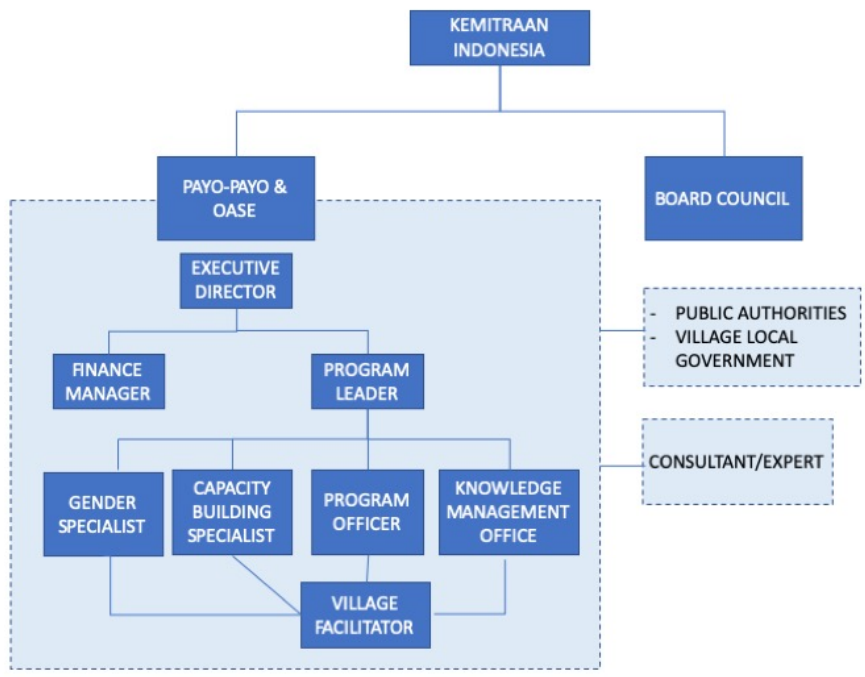 KEMITRAAN
INDONESIA
PAYO-PAYO &
OASE
BOARD COUNCIL
EXECUTIVE
DIRECTOR
- PUBLIC AUTHORITIES
- VILLAGE LOCAL
GOVERNMENT
FINANCE
MANAGER
PROGRAM
LEADER
CONSULTANT/EXPERT
GENDER
SPECIALIST
CAPACITY
BUILDING
SPECIALIST
PROGRAM
OFFICER
KNOWLEDGE
MANAGEMENT
OFFICE
VILLAGE
FACILITATOR